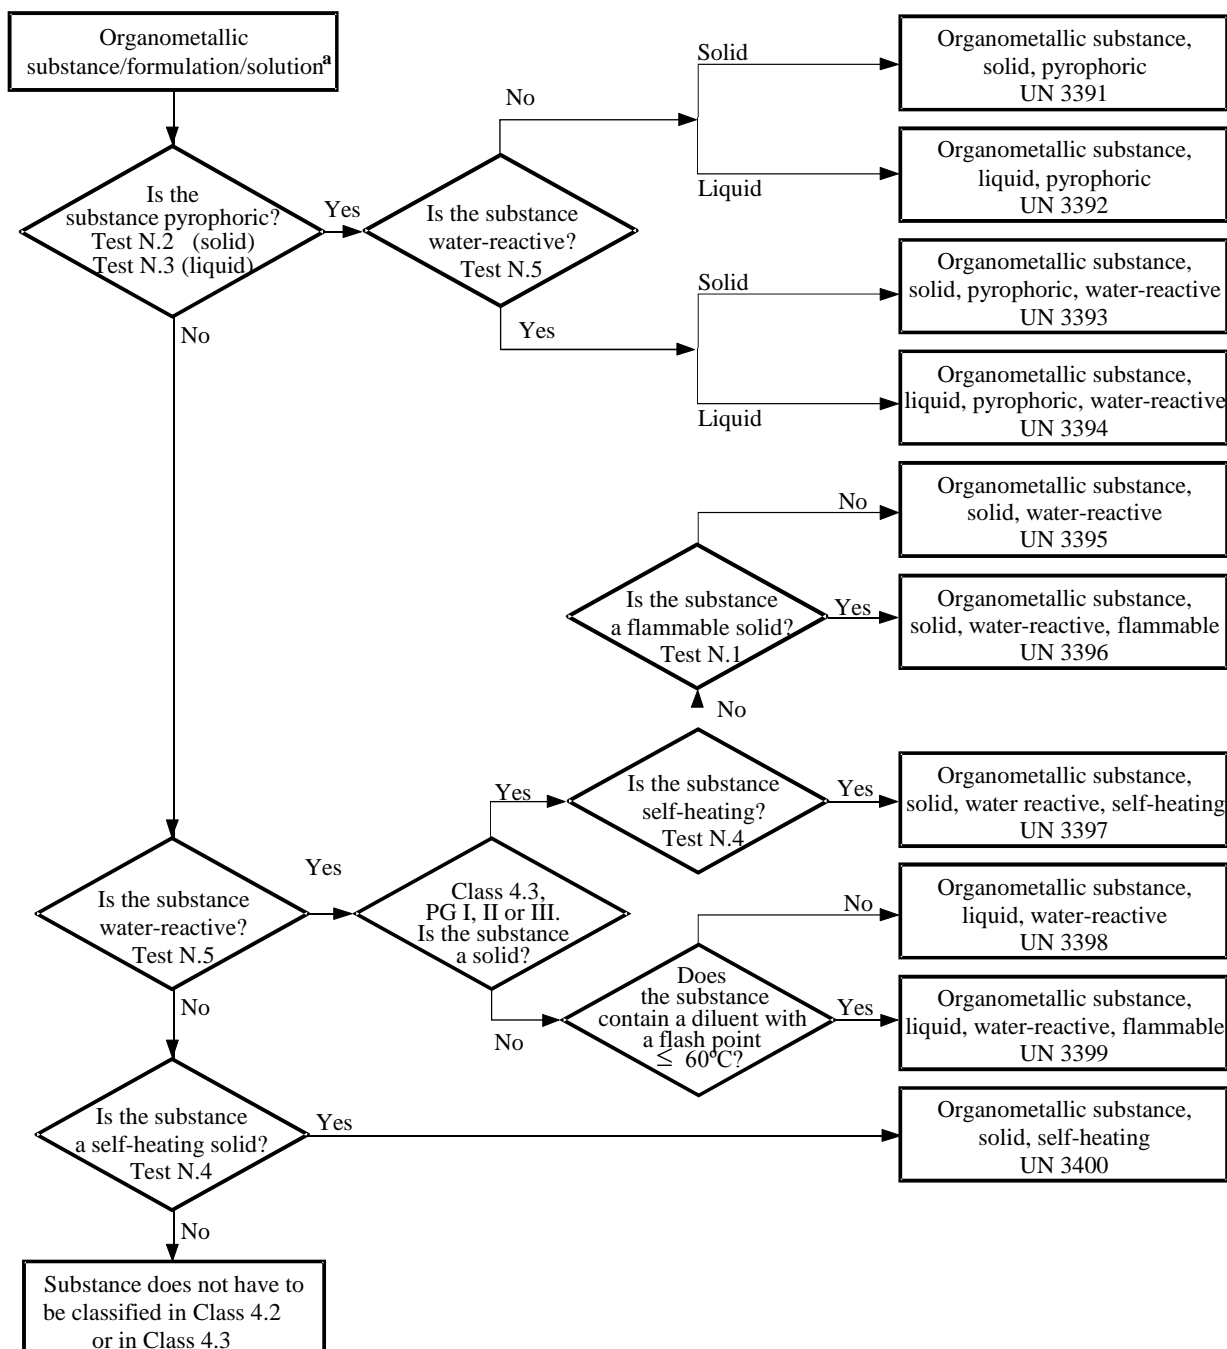 Organometallic
substance/formulation/solutionᵃ
Is the
substance pyrophoric?
Test N.2 (solid)
Test N.3 (liquid)
Yes
No
Is the substance
water-reactive?
Test N.5
No
Yes
Solid
Liquid
Organometallic substance,
solid, pyrophoric
UN 3391
Organometallic substance,
liquid, pyrophoric
UN 3392
Solid
Liquid
Organometallic substance,
solid, pyrophoric, water-reactive
UN 3393
Organometallic substance,
liquid, pyrophoric, water-reactive
UN 3394
Organometallic substance,
solid, water-reactive
UN 3395
No
Is the substance
a flammable solid?
Test N.1
Yes
Organometallic substance,
solid, water-reactive, flammable
UN 3396
No
Is the substance
self-heating?
Test N.4
Yes
Organometallic substance,
solid, water reactive, self-heating
UN 3397
Is the substance
water-reactive?
Test N.5
Yes
No
Class 4.3,
PG I, II or III.
Is the substance
a solid?
Yes
No
Does
the substance
contain a diluent with
a flash point
≤ 60ºC?
No
Yes
Organometallic substance,
liquid, water-reactive
UN 3398
Organometallic substance,
liquid, water-reactive, flammable
UN 3399
Is the substance
a self-heating solid?
Test N.4
Yes
Organometallic substance,
solid, self-heating
UN 3400
No
Substance does not have to
be classified in Class 4.2
or in Class 4.3